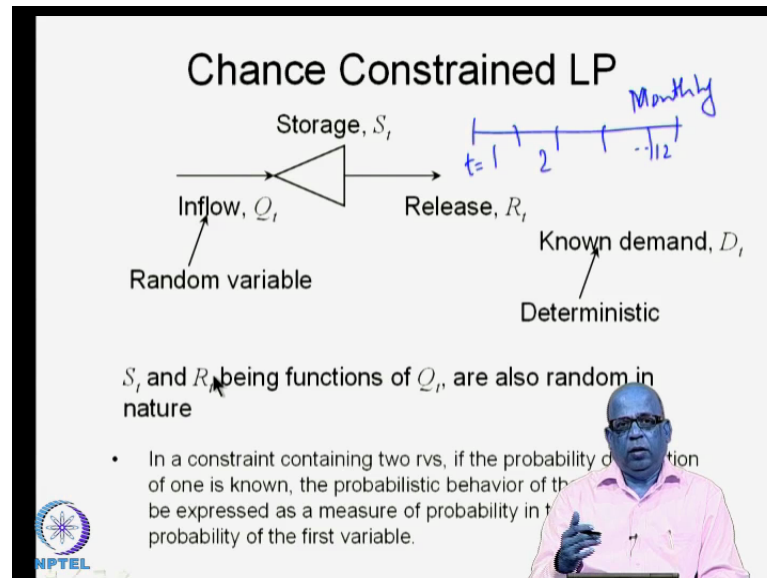 Chance Constrained LP
Monthly
Storage, S_t
t= 1 2 ..12
Inflow, Q_t
Release, R_t
Known demand, D_t
Random variable
Deterministic
S_t and R_t being functions of Q_t, are also random in
nature
• In a constraint containing two rvs, if the probability
of one is known, the probabilistic behavior of
be expressed as a measure of probability in
probability of the first variable.
NPTEL